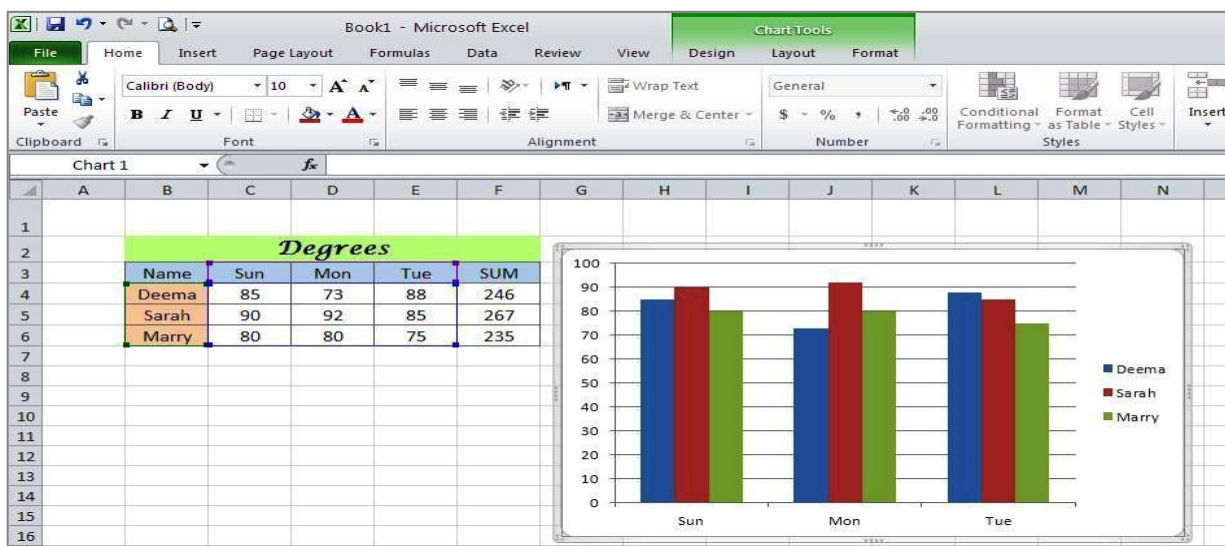 Book1 - Microsoft Excel
Chart Tools
File Home Insert Page Layout Formulas Data Review View Design Layout Format
Calibri (Body) 10 A A Wrap Text General
Paste B I U A Merge & Center $ % , .0 .00 .00 .0 Conditional Formatting Format as Table Cell Styles Insert
Clipboard Font Alignment Number Styles
Chart 1 fx
A B C D E F G H I J K L M N
1
2 Degrees
3 Name Sun Mon Tue SUM
4 Deema 85 73 88 246
5 Sarah 90 92 85 267
6 Marry 80 80 75 235
7
8
9
10
11
12
13
14
15
16
100
90
80
70
60
50
40
30
20
10
0
Sun Mon Tue
Deema
Sarah
Marry